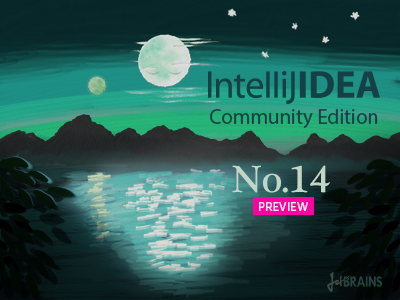 IntelliJIDEA
Community Edition
No.14
PREVIEW
JetBRAINS